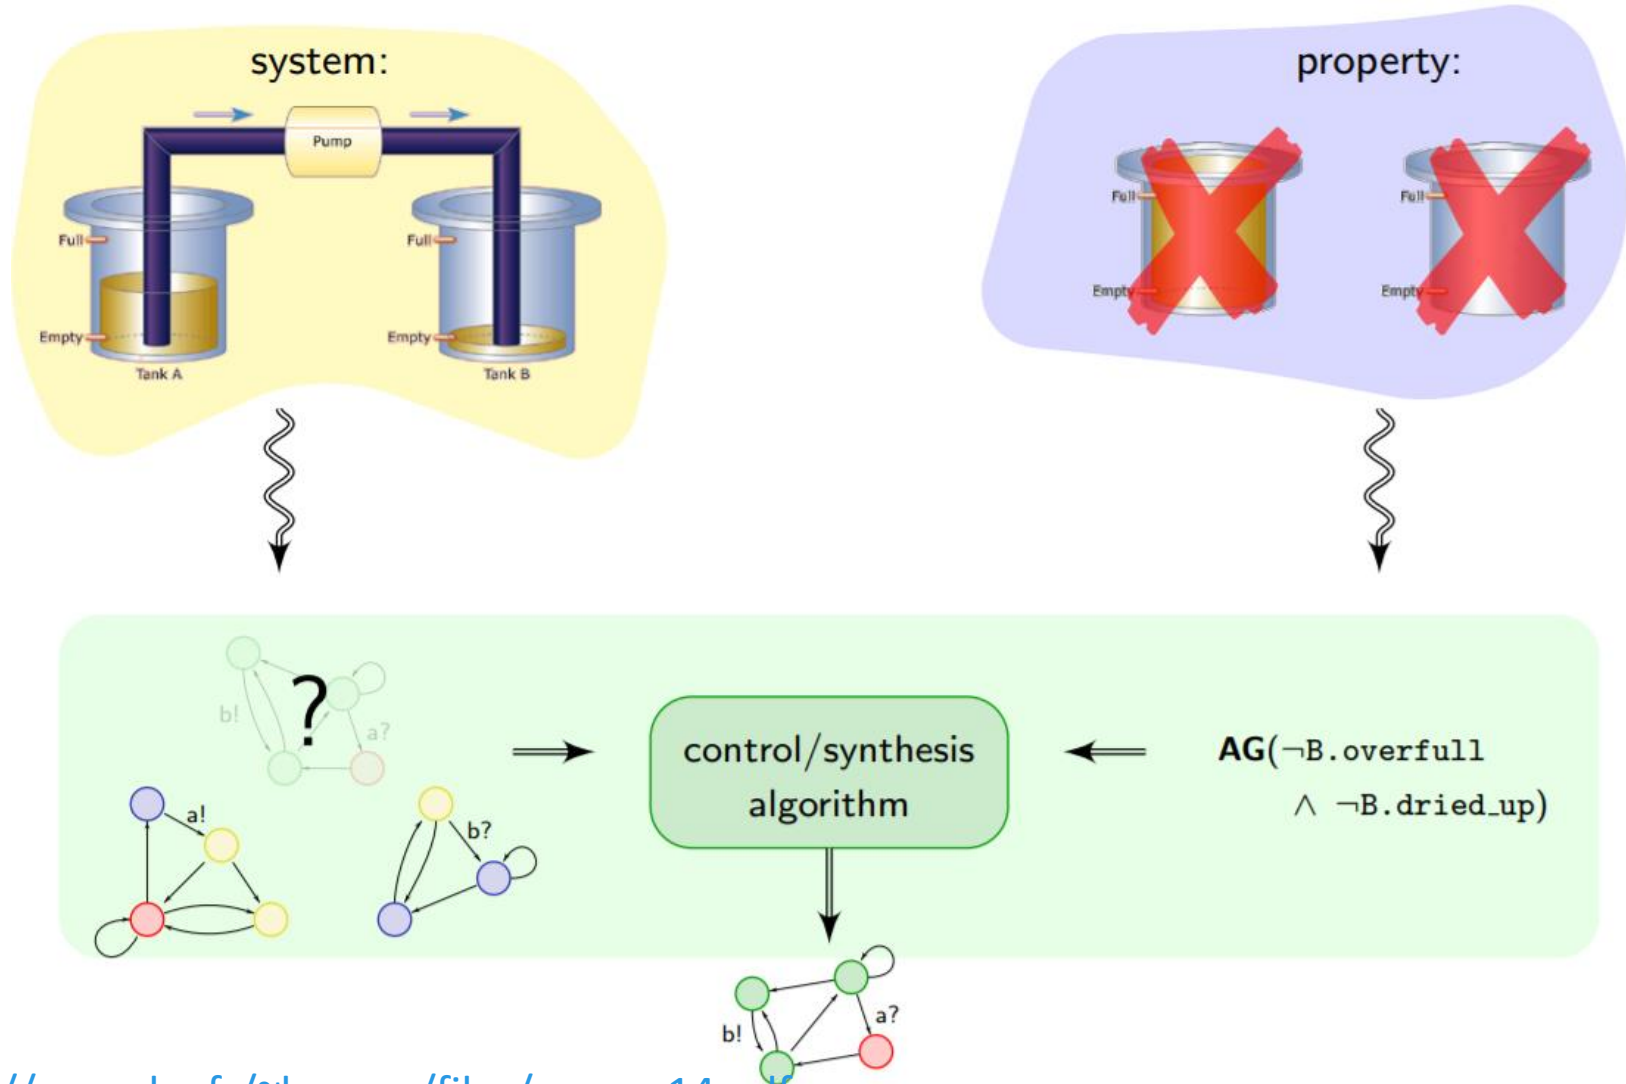 system:
Pump
Full
Full
Empty
Empty
Tank A
Tank B
property:
Full
Full
Empty
Empty
?
b!
a?
a!
b?
control/synthesis
algorithm
AG(¬B.overfull
∧ ¬B.dried_up)
b!
a?